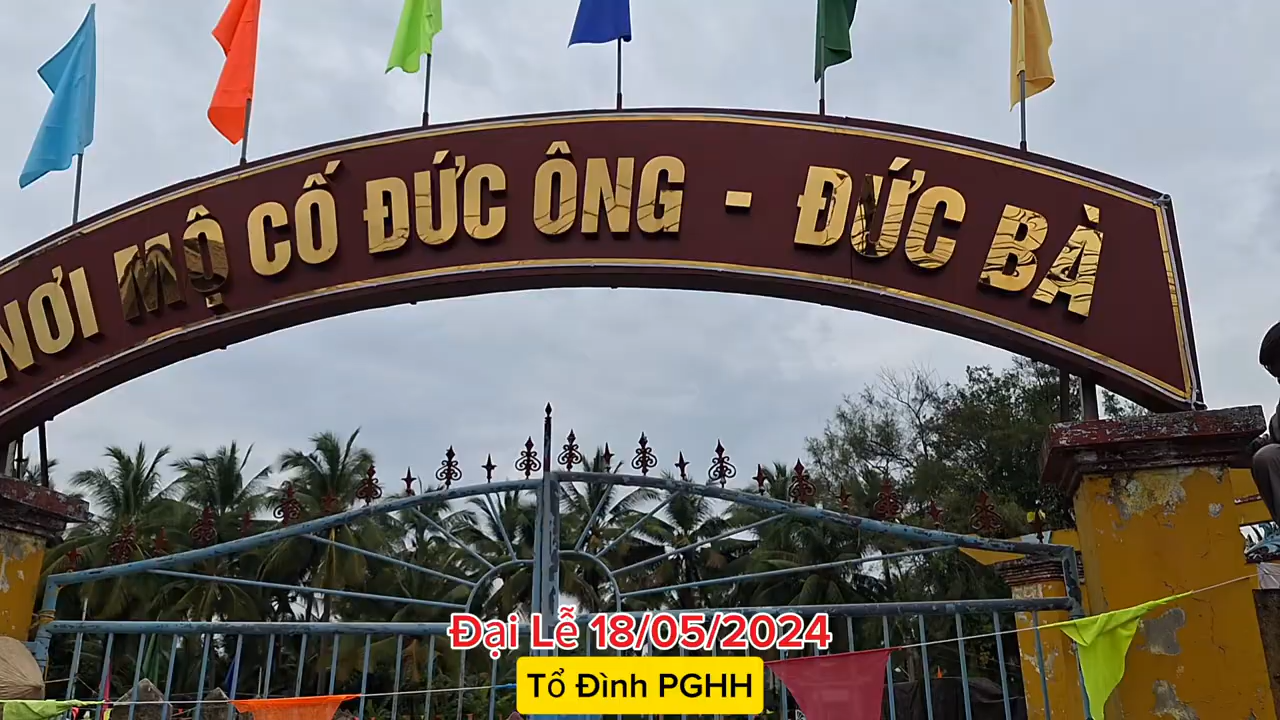 NƠI MỘ CỐ ĐỨC ÔNG - ĐỨC BÀ
Đại Lễ 18/05/2024
Tổ Đình PGHH